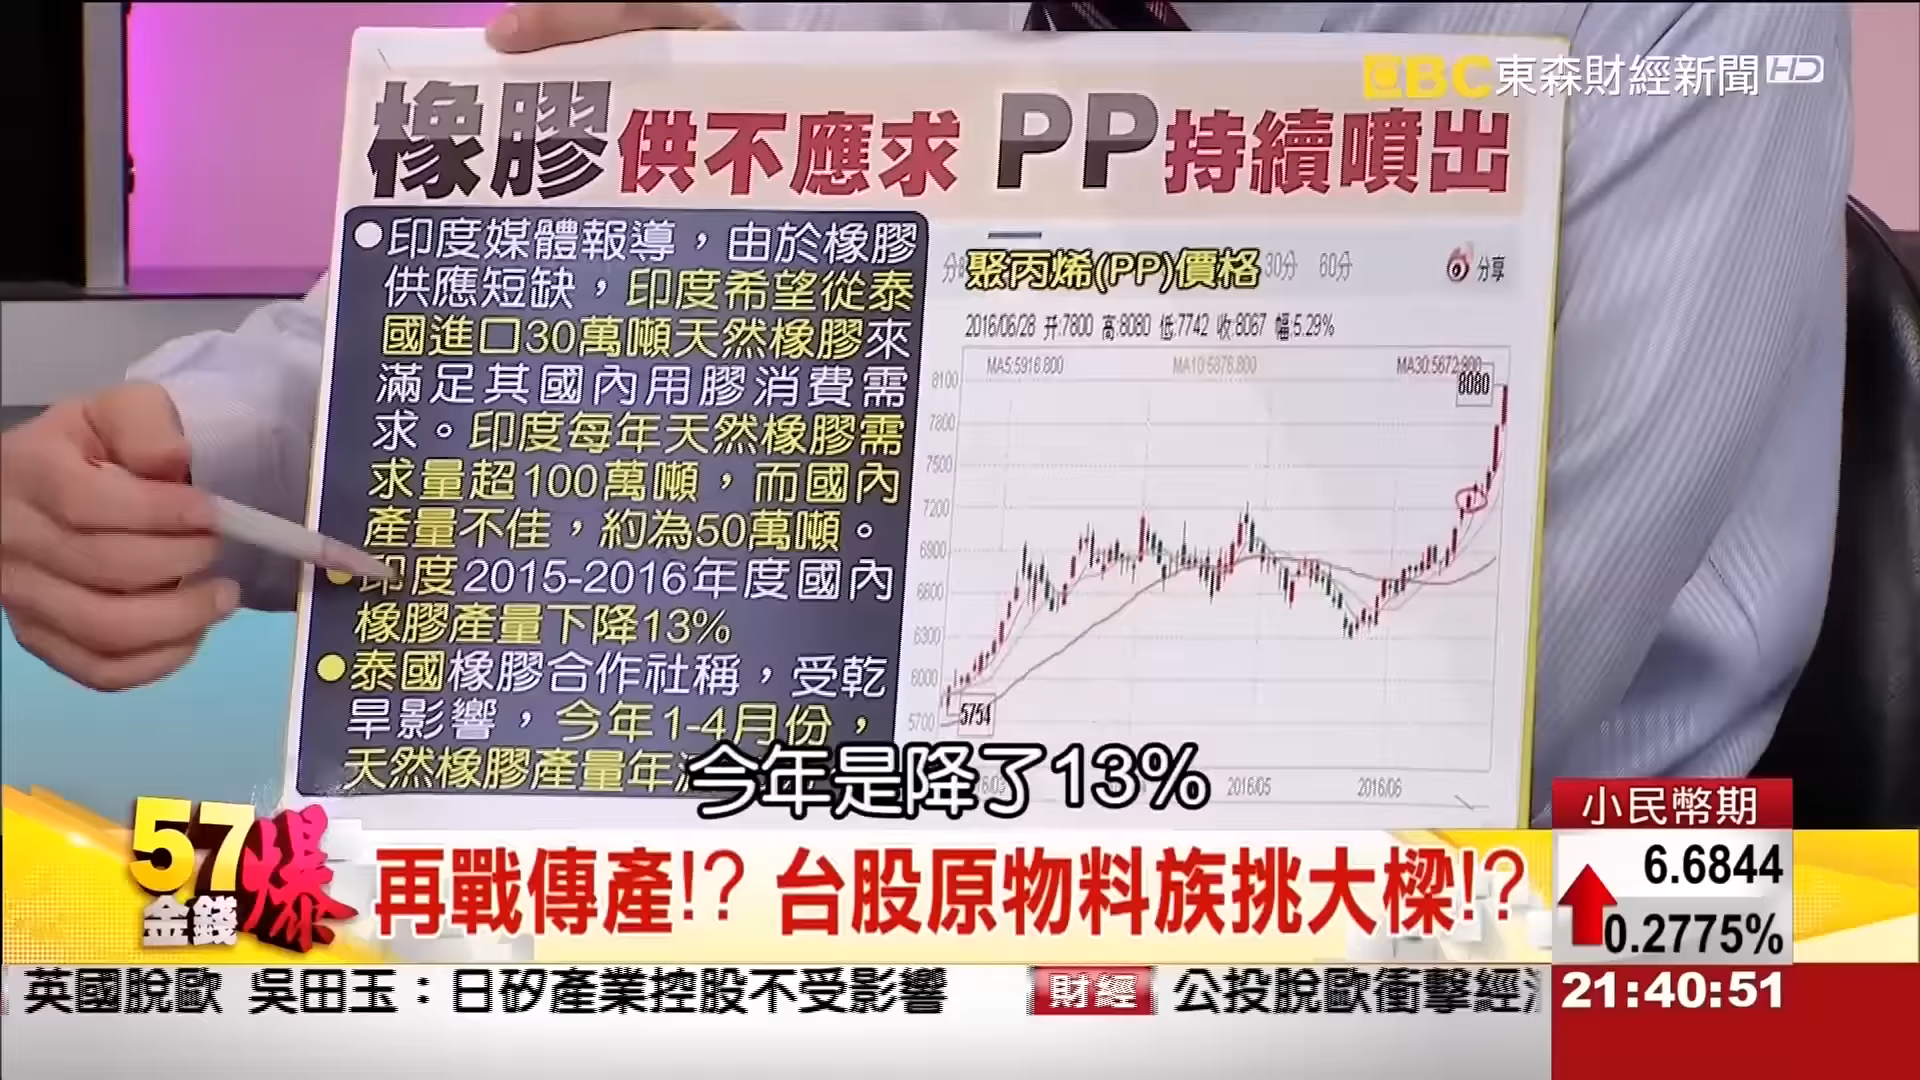 EBC東森財經新聞HD
橡膠供不應求 PP持續噴出
●印度媒體報導，由於橡膠
供應短缺，印度希望從泰
國進口30萬噸天然橡膠來
滿足其國內用膠消費需
求。印度每年天然橡膠需
求量超100萬噸，而國內
產量不佳，約為50萬噸。
●印度2015-2016年度國內
橡膠產量下降13%
●泰國橡膠合作社稱，受乾
旱影響，今年1-4月份，
天然橡膠產量年
聚丙烯(PP)價格 30分 60分 分享
2016/06/28 开:7800 高:8080 低:7742 收:8067 幅:5.29%
MA5:5916.800 MA10:5876.800 MA30:5672.900
8080
8100
7800
7500
7200
6900
6600
6300
6000
5700
5754
2016/05 2016/06
今年是降了13%
57金錢爆
再戰傳產!? 台股原物料族挑大樑!?
小民幣期
6.6844
0.2775%
21:40:51
英國脫歐 吳田玉：日矽產業控股不受影響 財經 公投脫歐衝擊經